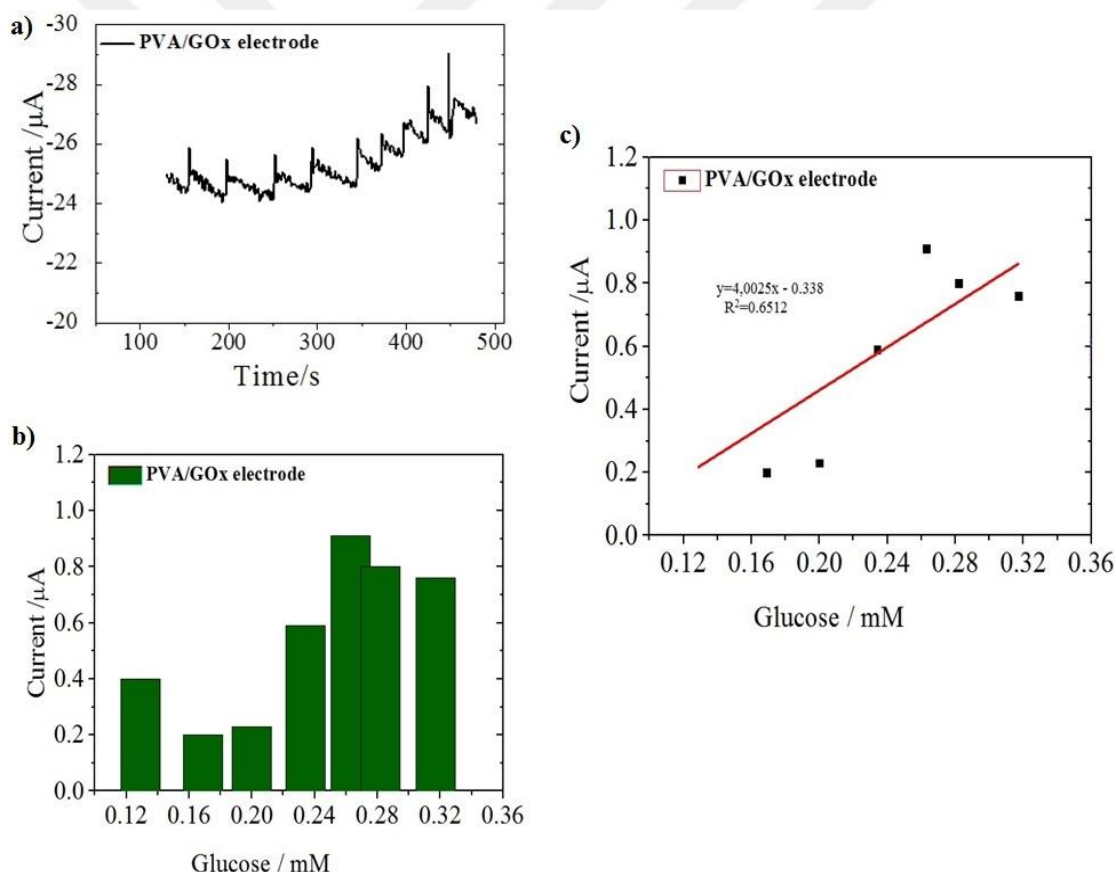 a)
PVA/GOx electrode
-30
-28
-26
-24
-22
-20
Current /μA
100
200
300
400
500
Time/s
b)
PVA/GOx electrode
1.2
1.0
0.8
0.6
0.4
0.2
0.0
Current /μA
0.12
0.16
0.20
0.24
0.28
0.32
0.36
Glucose / mM
c)
PVA/GOx electrode
1.2
1.0
0.8
0.6
0.4
0.2
0.0
Current /μA
y=4,0025x - 0.338
R²=0.6512
0.12
0.16
0.20
0.24
0.28
0.32
0.36
Glucose / mM